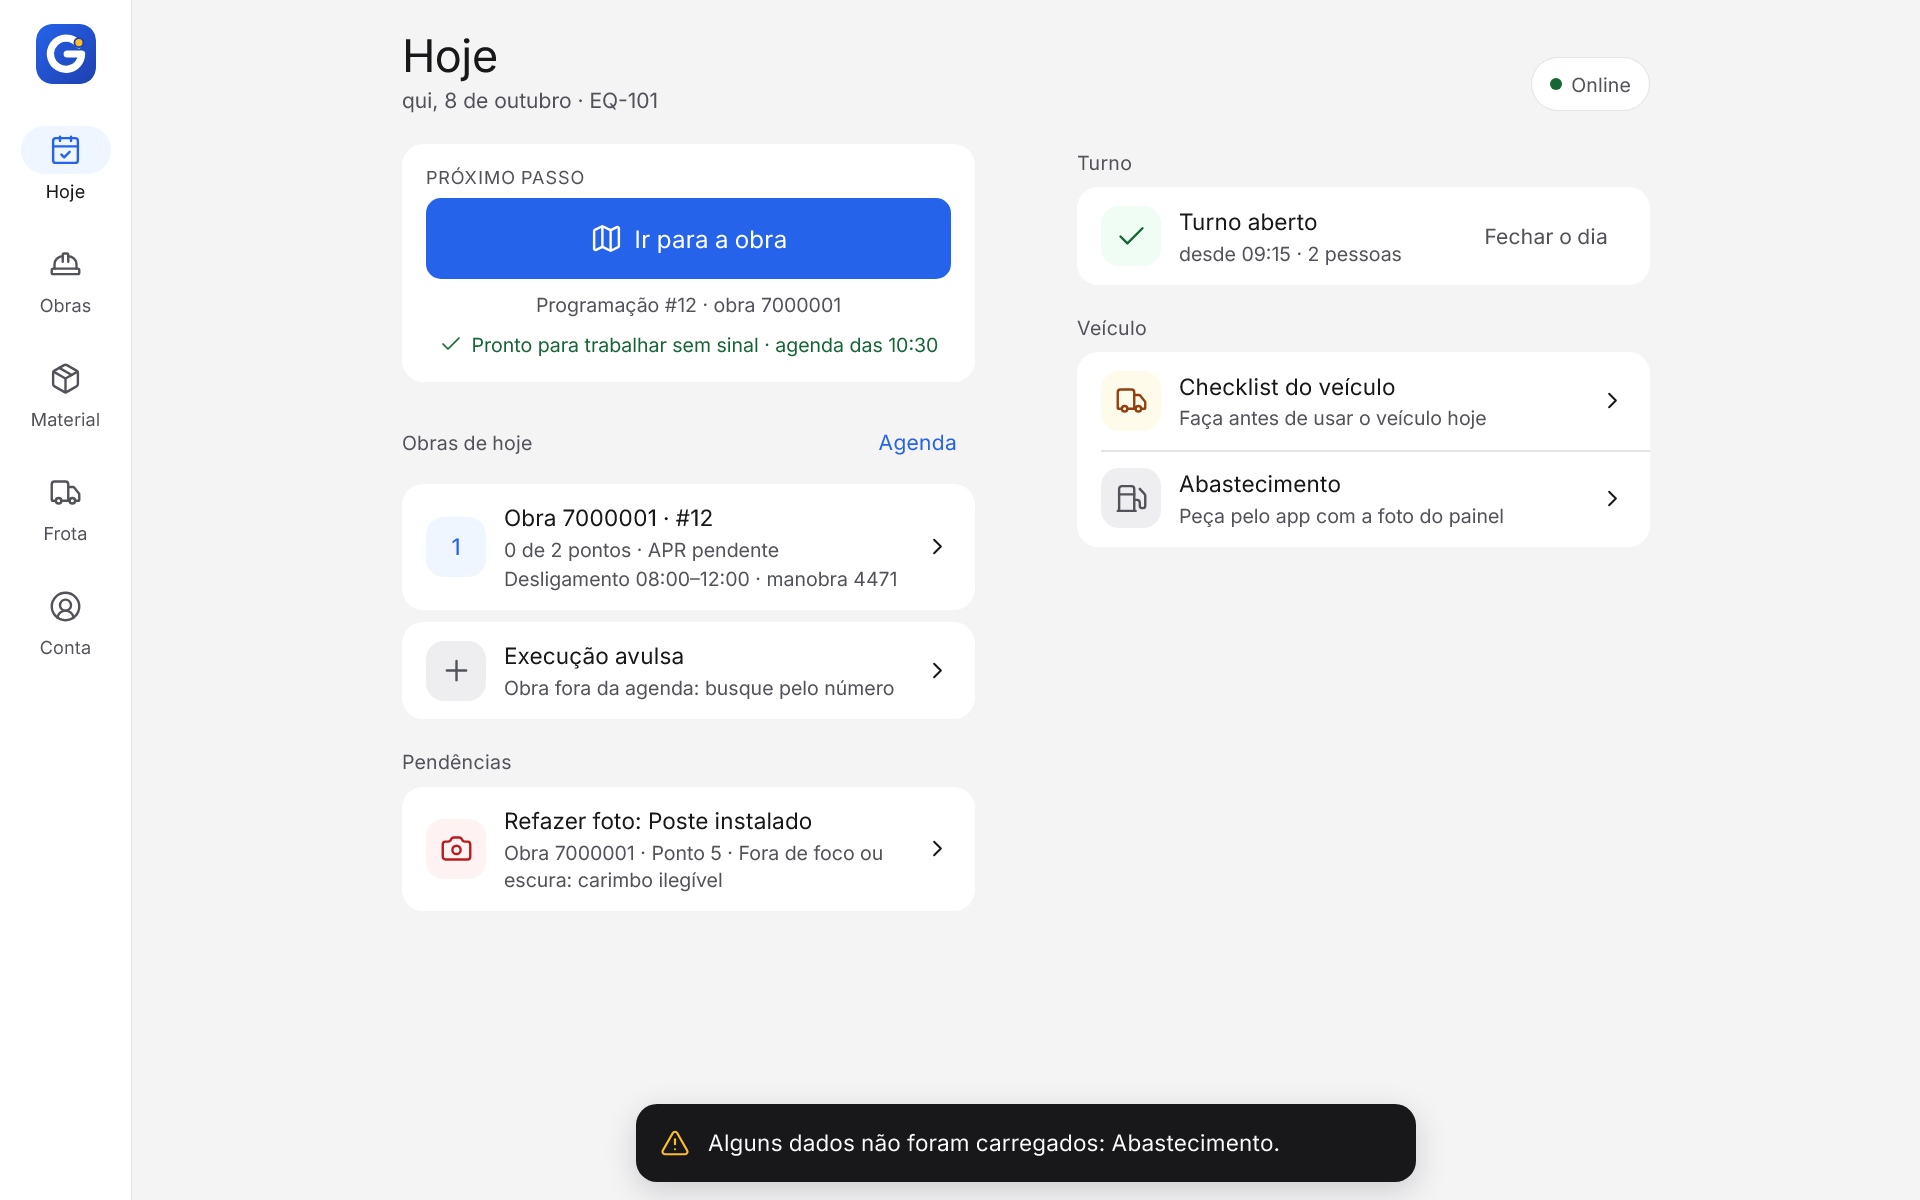 G
Hoje
Obras
Material
Frota
Conta
Hoje
qui, 8 de outubro · EQ-101
Online
PRÓXIMO PASSO
Ir para a obra
Programação #12 · obra 7000001
Pronto para trabalhar sem sinal · agenda das 10:30
Obras de hoje
Agenda
1
Obra 7000001 · #12
0 de 2 pontos · APR pendente
Desligamento 08:00–12:00 · manobra 4471
Execução avulsa
Obra fora da agenda: busque pelo número
Pendências
Refazer foto: Poste instalado
Obra 7000001 · Ponto 5 · Fora de foco ou
escura: carimbo ilegível
Turno
Turno aberto
desde 09:15 · 2 pessoas
Fechar o dia
Veículo
Checklist do veículo
Faça antes de usar o veículo hoje
Abastecimento
Peça pelo app com a foto do painel
Alguns dados não foram carregados: Abastecimento.